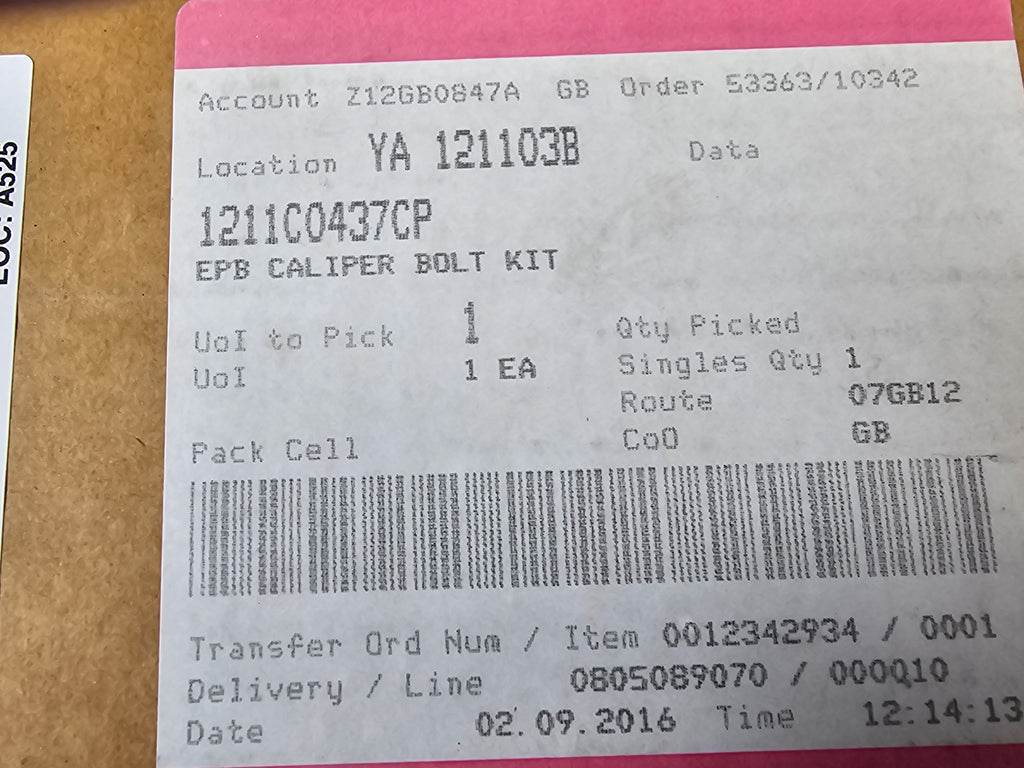 LOC: A525
Account Z12GB0847A GB Order 53363/10342
Location YA 121103B Data
1211C0437CP
EPB CALIPER BOLT KIT
UoI to Pick 1 Qty Picked
UoI 1 EA Singles Qty 1
Route 07GB12
Pack Cell CoO GB
Transfer Ord Num / Item 0012342934 / 0001
Delivery / Line 0805089070 / 000010
Date 02.09.2016 Time 12:14:13